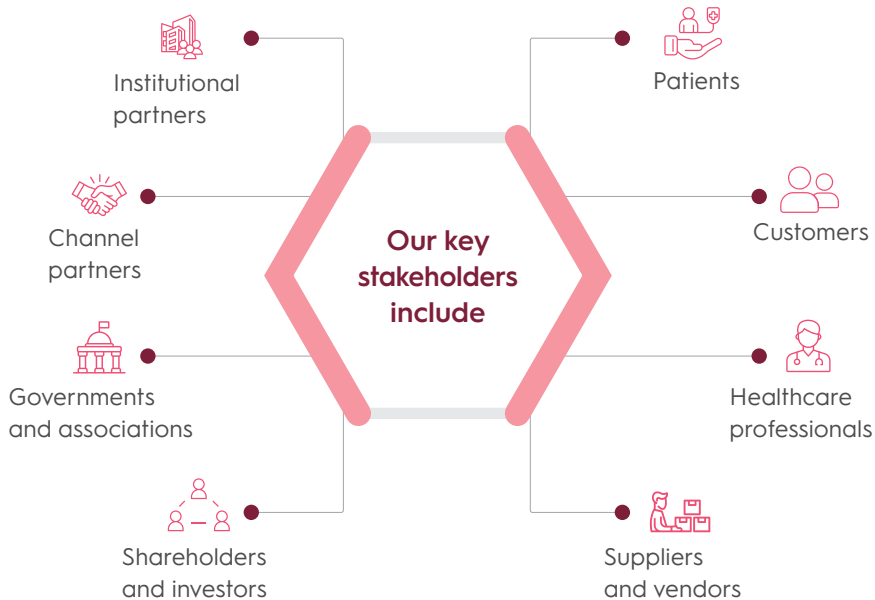 Our key
stakeholders
include
Institutional
partners
Channel
partners
Governments
and associations
Shareholders
and investors
Patients
Customers
Healthcare
professionals
Suppliers
and vendors